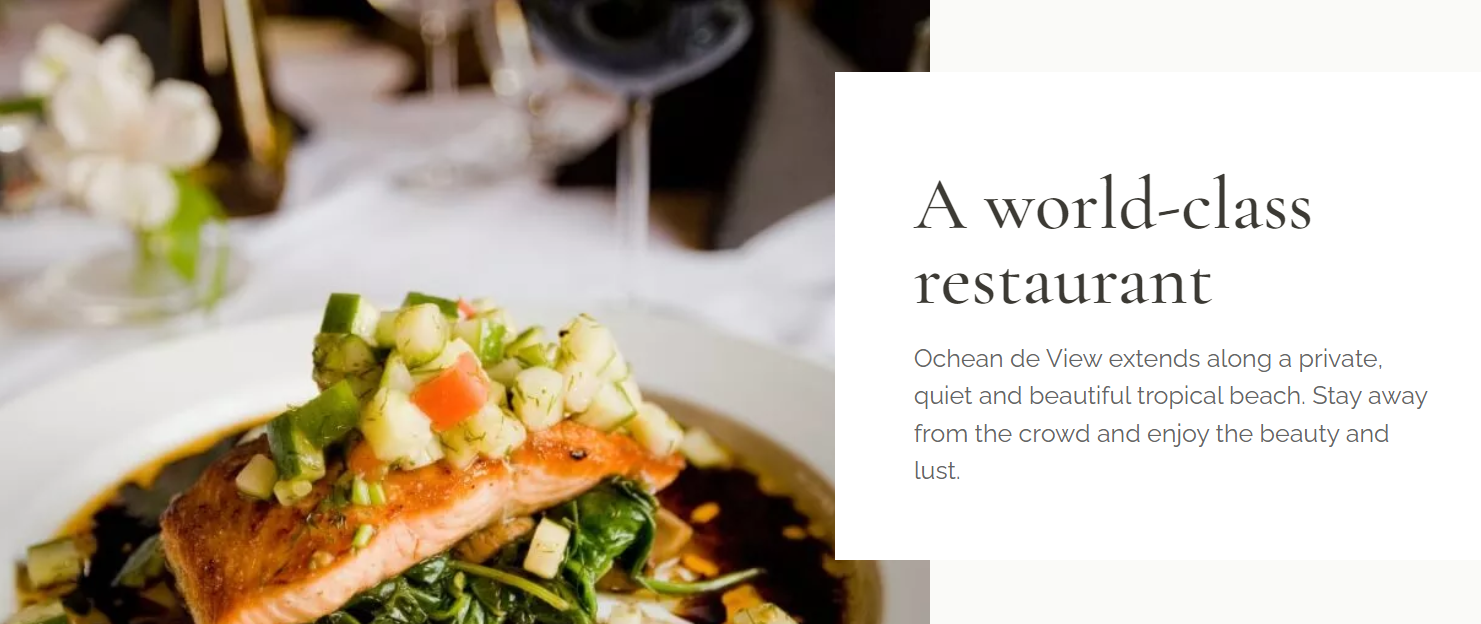 A world-class
restaurant
Ochean de View extends along a private,
quiet and beautiful tropical beach. Stay away
from the crowd and enjoy the beauty and
lust.